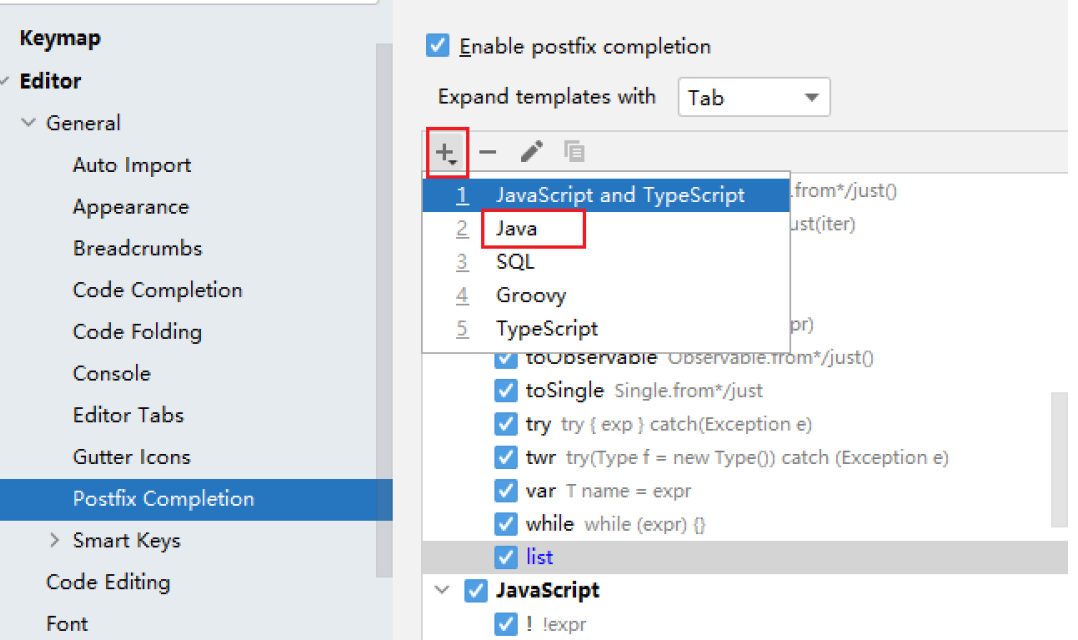 Keymap
Editor
General
Auto Import
Appearance
Breadcrumbs
Code Completion
Code Folding
Console
Editor Tabs
Gutter Icons
Postfix Completion
Smart Keys
Code Editing
Font
Enable postfix completion
Expand templates with Tab
1 JavaScript and TypeScript .from*/just()
2 Java ust(iter)
3 SQL
4 Groovy pr)
5 TypeScript
toObservable Observable.from*/just()
toSingle Single.from*/just
try try { exp } catch(Exception e)
twr try(Type f = new Type()) catch (Exception e)
var T name = expr
while while (expr) {}
list
JavaScript
! !expr